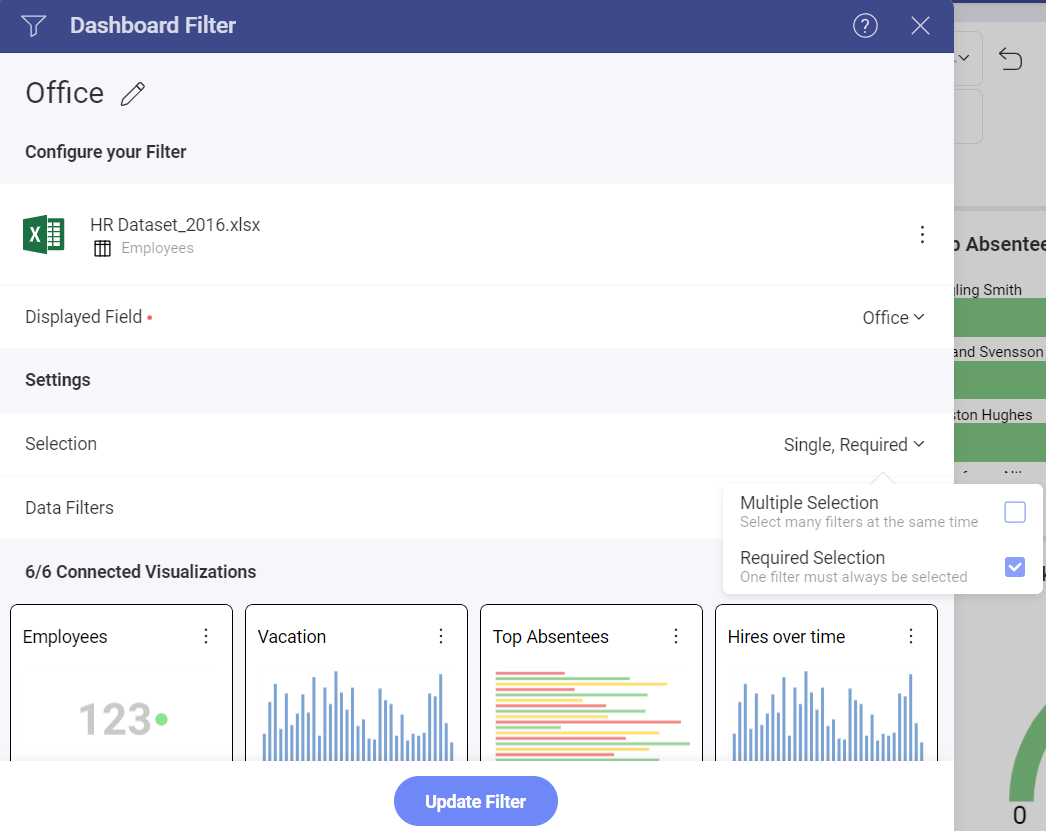 Dashboard Filter
?
Office
Configure your Filter
HR Dataset_2016.xlsx
Employees
Displayed Field
Office
Settings
Selection
Single, Required
Multiple Selection
Select many filters at the same time
Required Selection
One filter must always be selected
Data Filters
6/6 Connected Visualizations
Employees
Vacation
Top Absentees
Hires over time
123
Update Filter
Absentee
ling Smith
and Svensson
ton Hughes
0